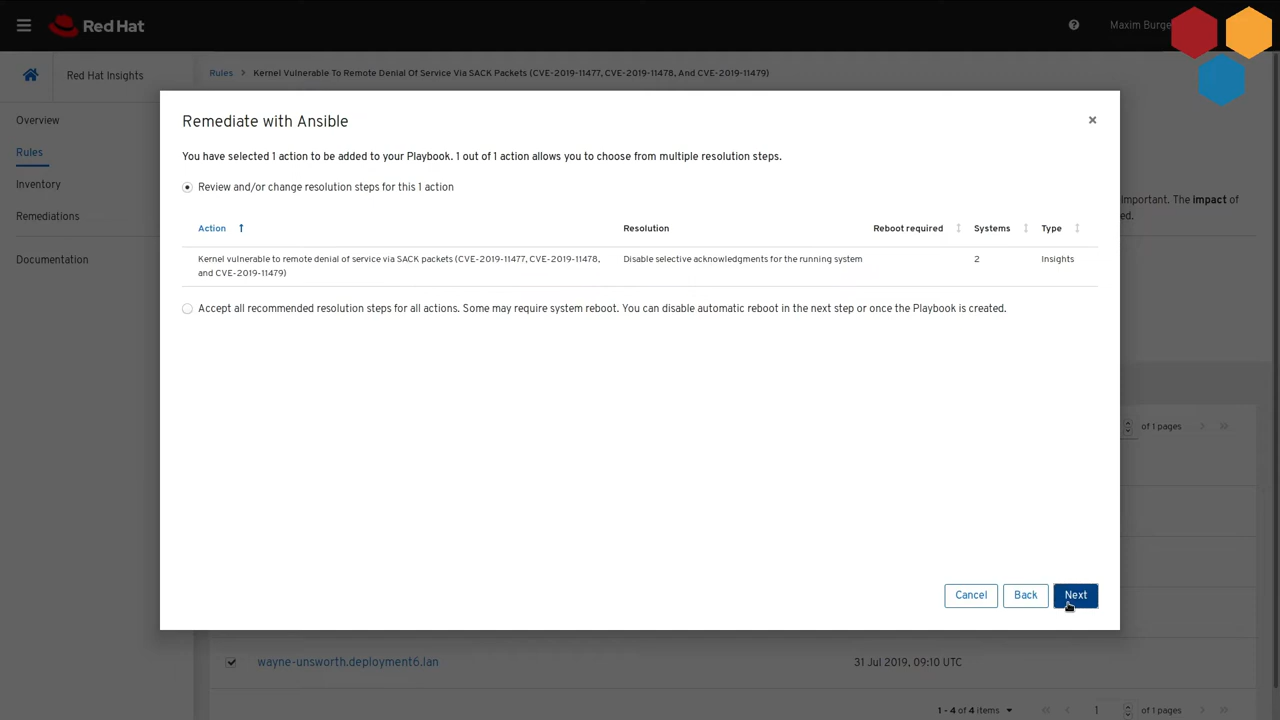 Red Hat
Maxim Burge
Red Hat Insights
Rules > Kernel Vulnerable To Remote Denial Of Service Via SACK Packets (CVE-2019-11477, CVE-2019-11478, And CVE-2019-11479)
Overview
Rules
Inventory
Remediations
Documentation
Remediate with Ansible
You have selected 1 action to be added to your Playbook. 1 out of 1 action allows you to choose from multiple resolution steps.
Review and/or change resolution steps for this 1 action
Action Resolution Reboot required Systems Type
Kernel vulnerable to remote denial of service via SACK packets (CVE-2019-11477, CVE-2019-11478, and CVE-2019-11479) Disable selective acknowledgments for the running system 2 Insights
Accept all recommended resolution steps for all actions. Some may require system reboot. You can disable automatic reboot in the next step or once the Playbook is created.
Cancel Back Next
Important. The impact of
ed.
of 1 pages
wayne-unsworth.deployment6.lan 31 Jul 2019, 09:10 UTC
1 - 4 of 4 items 1 of 1 pages